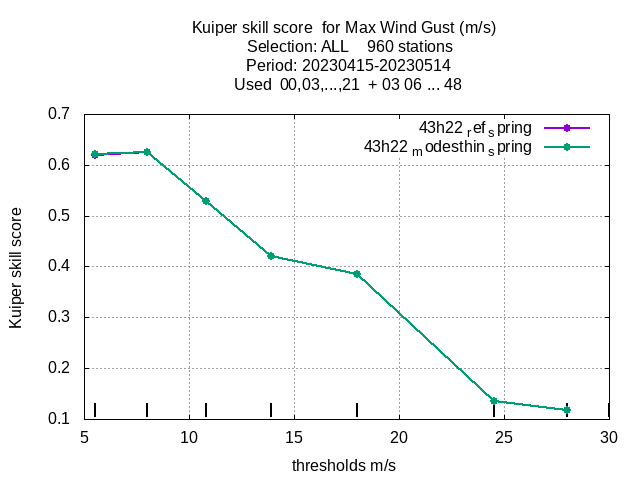 Kuiper skill score  for Max Wind Gust (m/s)
Selection: ALL    960 stations
Period: 20230415-20230514
Used  00,03,...,21  + 03 06 ... 48
0.7
0.6
0.5
0.4
0.3
0.2
0.1
Kuiper skill score
43h22 ref spring
43h22 modesthin spring
5 10 15 20 25 30
thresholds m/s